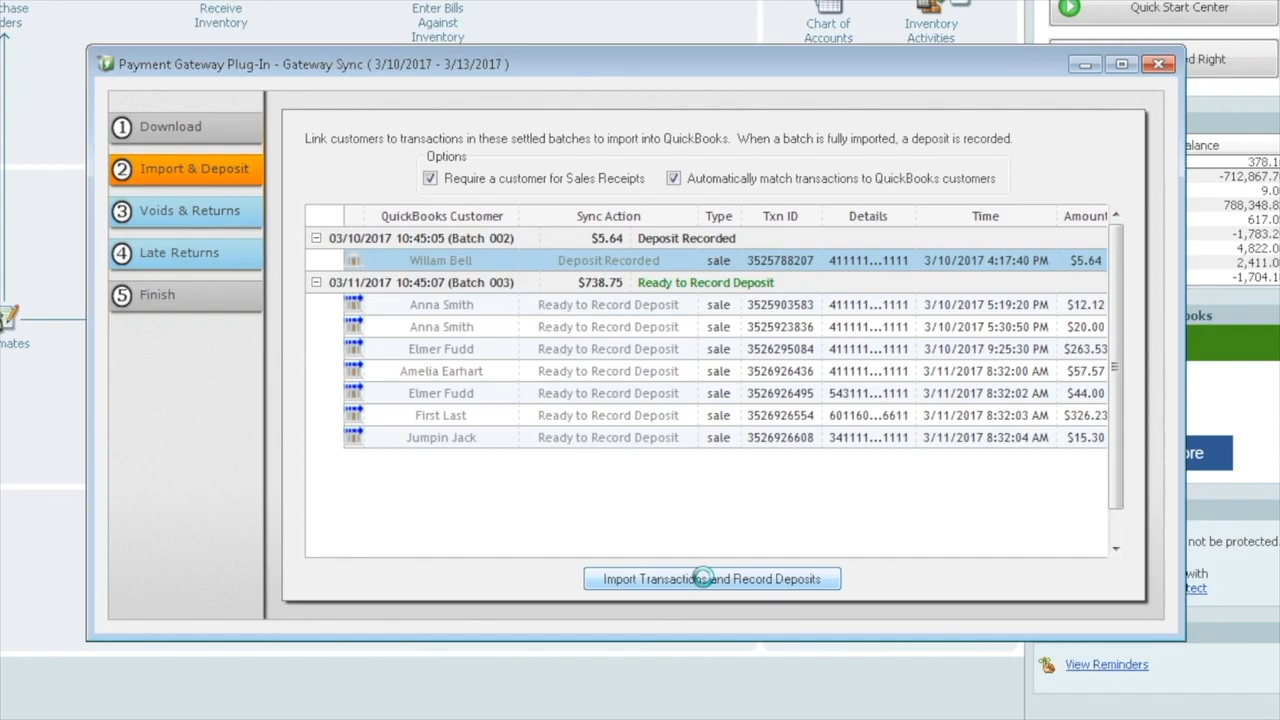 chase
ders
Receive
Inventory
Enter Bills
Against
Inventory
Chart of
Accounts
Inventory
Activities
Quick Start Center
d Right
Payment Gateway Plug-In - Gateway Sync ( 3/10/2017 - 3/13/2017 )
1 Download
2 Import & Deposit
3 Voids & Returns
4 Late Returns
5 Finish
Link customers to transactions in these settled batches to import into QuickBooks. When a batch is fully imported, a deposit is recorded.
Options
Require a customer for Sales Receipts Automatically match transactions to QuickBooks customers
QuickBooks Customer Sync Action Type Txn ID Details Time Amount
03/10/2017 10:45:05 (Batch 002) $5.64 Deposit Recorded
Willam Bell Deposit Recorded sale 3525788207 411111...1111 3/10/2017 4:17:40 PM $5.64
03/11/2017 10:45:07 (Batch 003) $738.75 Ready to Record Deposit
Anna Smith Ready to Record Deposit sale 3525903583 411111...1111 3/10/2017 5:19:20 PM $12.12
Anna Smith Ready to Record Deposit sale 3525923836 411111...1111 3/10/2017 5:30:50 PM $20.00
Elmer Fudd Ready to Record Deposit sale 3526295084 411111...1111 3/10/2017 9:25:30 PM $263.53
Amelia Earhart Ready to Record Deposit sale 3526926436 411111...1111 3/11/2017 8:32:00 AM $57.57
Elmer Fudd Ready to Record Deposit sale 3526926495 543111...1111 3/11/2017 8:32:02 AM $44.00
First Last Ready to Record Deposit sale 3526926554 601160...6611 3/11/2017 8:32:03 AM $326.23
Jumpin Jack Ready to Record Deposit sale 3526926608 341111...1111 3/11/2017 8:32:04 AM $15.30
Import Transactions and Record Deposits
mates
alance
378.1
-712,867.7
9.0
788,348.8
617.0
-1,783.2
4,822.0
2,411.0
-1,704.1
ooks
ore
not be protected.
with
tect
View Reminders